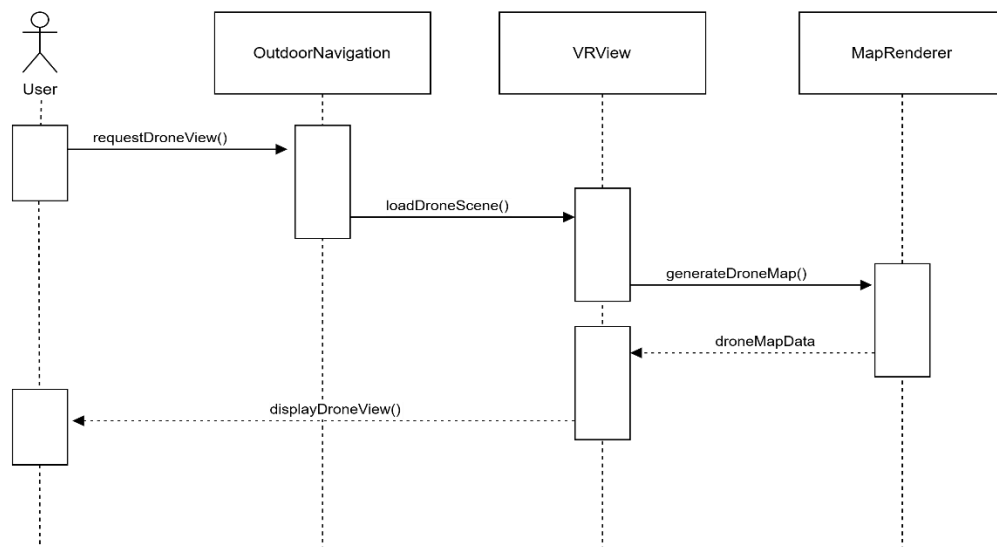 User
OutdoorNavigation
VRView
MapRenderer
requestDroneView()
loadDroneScene()
generateDroneMap()
droneMapData
displayDroneView()